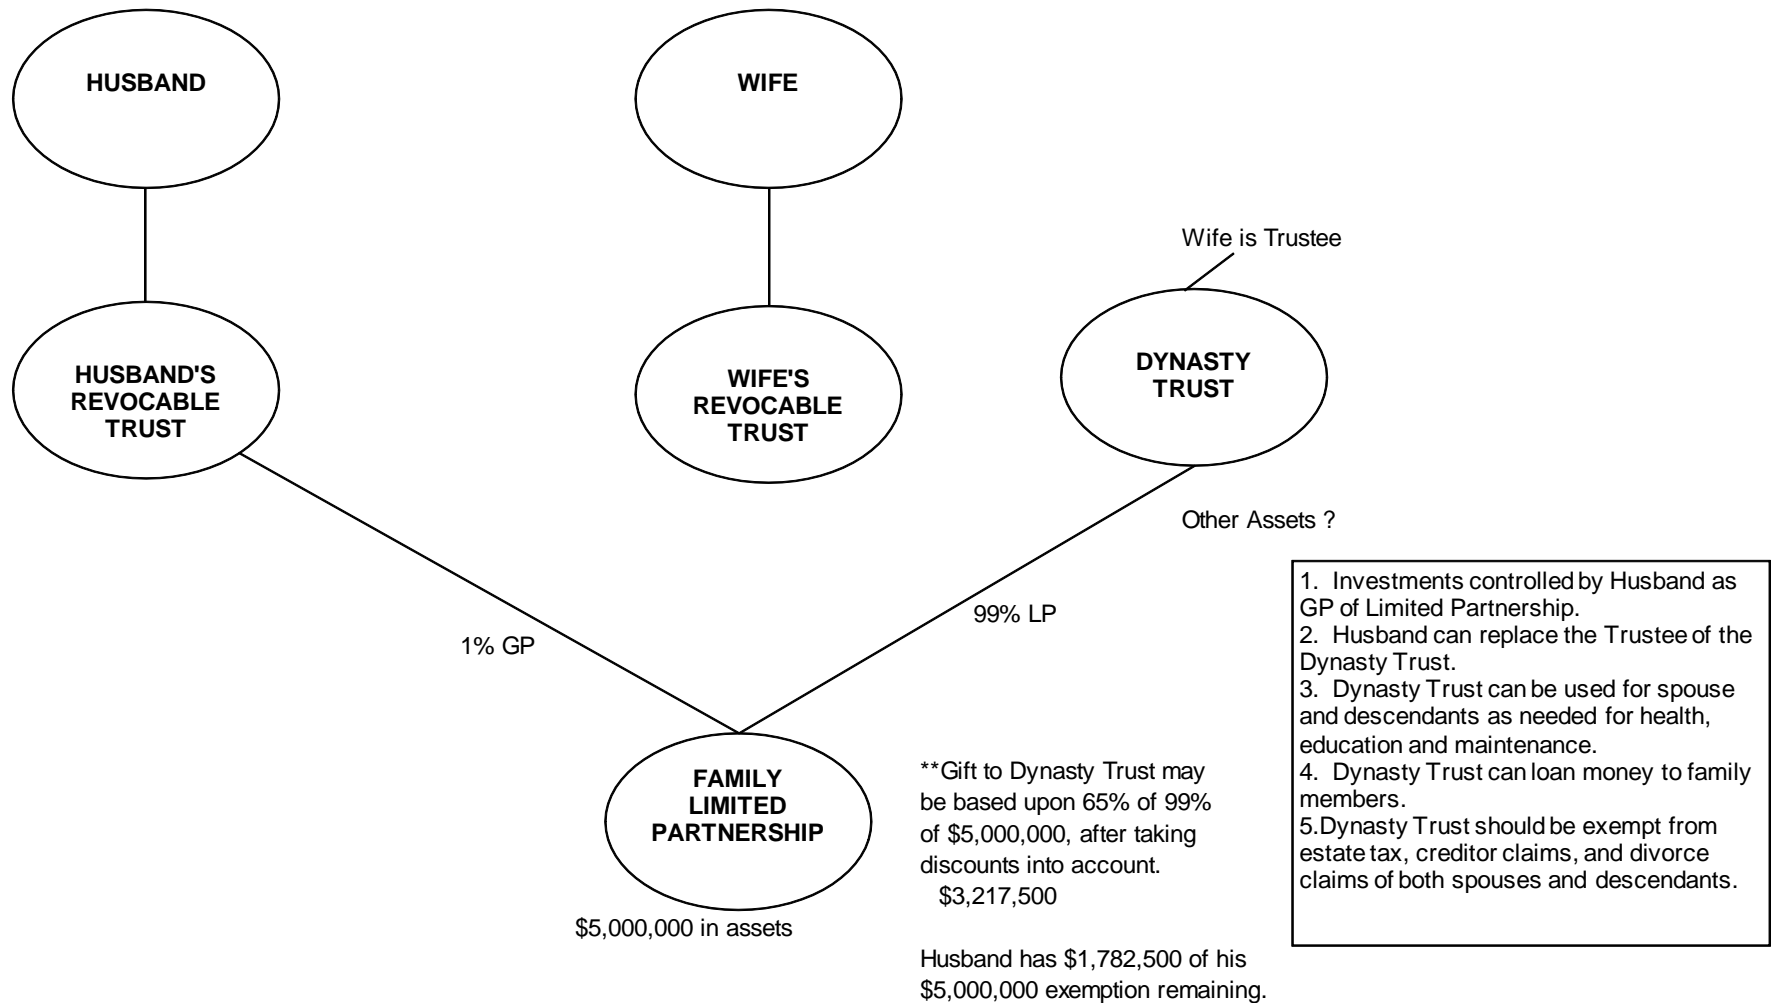 HUSBAND
WIFE
Wife is Trustee
HUSBAND'S
REVOCABLE
TRUST
WIFE'S
REVOCABLE
TRUST
DYNASTY
TRUST
Other Assets ?
1% GP
99% LP
1. Investments controlled by Husband as
GP of Limited Partnership.
2. Husband can replace the Trustee of the
Dynasty Trust.
3. Dynasty Trust can be used for spouse
and descendants as needed for health,
education and maintenance.
4. Dynasty Trust can loan money to family
members.
5.Dynasty Trust should be exempt from
estate tax, creditor claims, and divorce
claims of both spouses and descendants.
FAMILY
LIMITED
PARTNERSHIP
$5,000,000 in assets
**Gift to Dynasty Trust may
be based upon 65% of 99%
of $5,000,000, after taking
discounts into account.
$3,217,500
Husband has $1,782,500 of his
$5,000,000 exemption remaining.